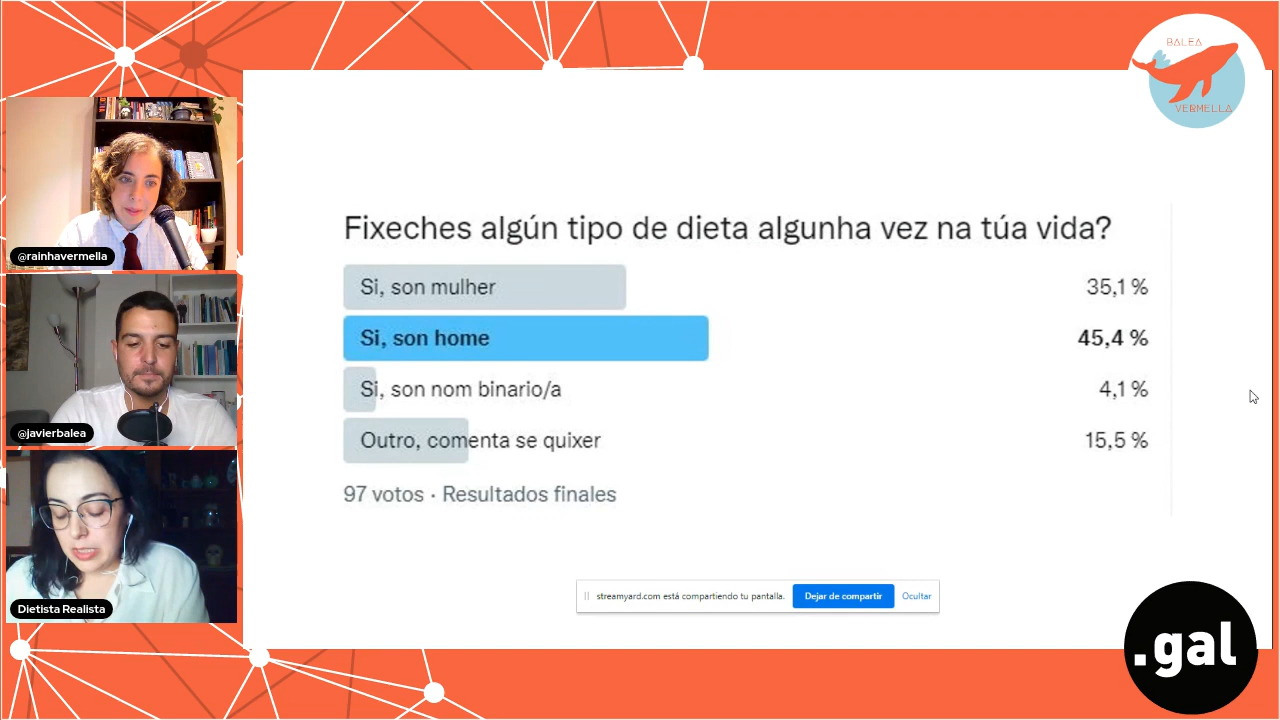 BALEA
VERMELLA
@rainhavermella
@javierbalea
Dietista Realista
Fixeches algún tipo de dieta algunha vez na túa vida?
Si, son mulher 35,1 %
Si, son home 45,4 %
Si, son nom binario/a 4,1 %
Outro, comenta se quixer 15,5 %
97 votos · Resultados finales
streamyard.com está compartiendo tu pantalla. Dejar de compartir Ocultar
.gal